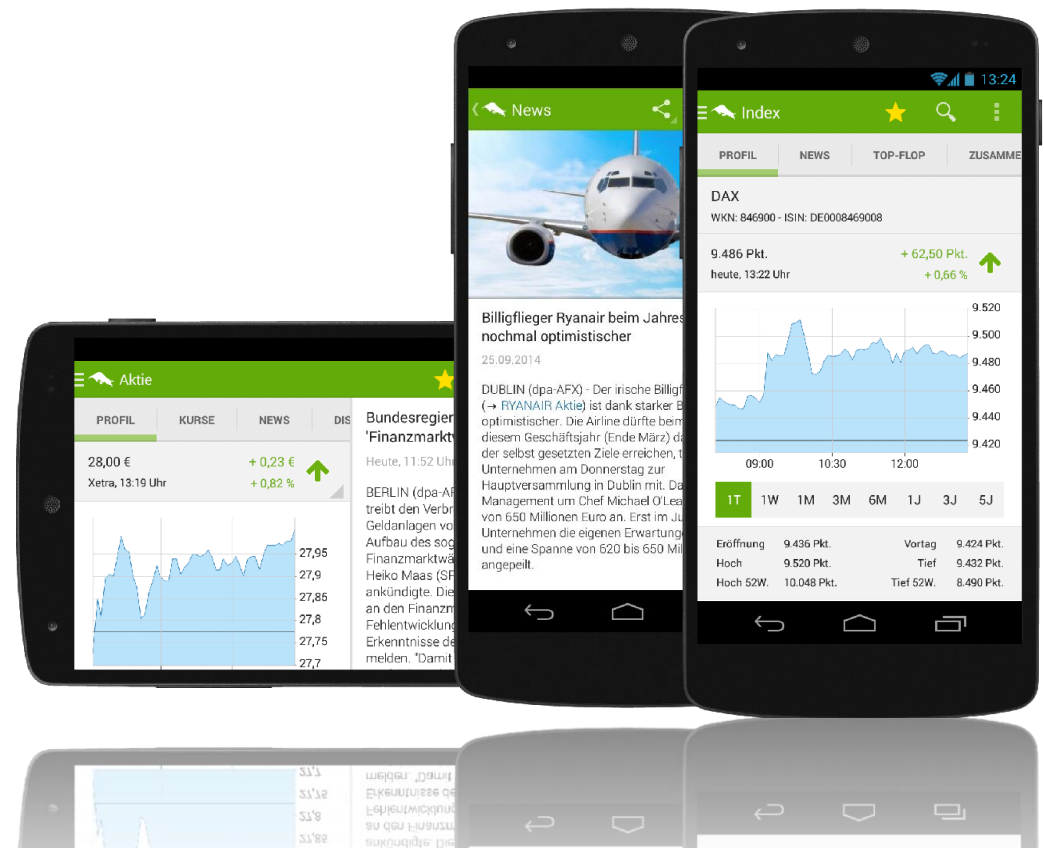 Aktie
PROFIL KURSE NEWS DIS
28,00 € + 0,23 €
Xetra, 13:19 Uhr + 0,82 %
27,95
27,9
27,85
27,8
27,75
27,7
Bundesregier
'Finanzmarktw
Heute, 11:52 Uhr
BERLIN (dpa-AF
treibt den Verbr
Geldanlagen vo
Aufbau des sog
Finanzmarktwä
Heiko Maas (SP
ankündigte. Die
an den Finanzm
Fehlentwicklung
Erkenntnisse de
melden. "Damit
News
Billigflieger Ryanair beim Jahres
nochmal optimistischer
25.09.2014
DUBLIN (dpa-AFX) - Der irische Billigf
(→ RYANAIR Aktie) ist dank starker B
optimistischer. Die Airline dürfte beim
diesem Geschäftsjahr (Ende März) da
der selbst gesetzten Ziele erreichen, t
Unternehmen am Donnerstag zur
Hauptversammlung in Dublin mit. Da
Management um Chef Michael O'Lea
von 650 Millionen Euro an. Erst im Ju
Unternehmen die eigenen Erwartung
und eine Spanne von 620 bis 650 Mil
angepeilt.
13:24
Index
PROFIL NEWS TOP-FLOP ZUSAMME
DAX
WKN: 846900 - ISIN: DE0008469008
9.486 Pkt. + 62,50 Pkt.
heute, 13:22 Uhr + 0,66 %
9.520
9.500
9.480
9.460
9.440
9.420
09:00 10:30 12:00
1T 1W 1M 3M 6M 1J 3J 5J
Eröffnung 9.436 Pkt. Vortag 9.424 Pkt.
Hoch 9.520 Pkt. Tief 9.432 Pkt.
Hoch 52W. 10.048 Pkt. Tief 52W. 8.490 Pkt.